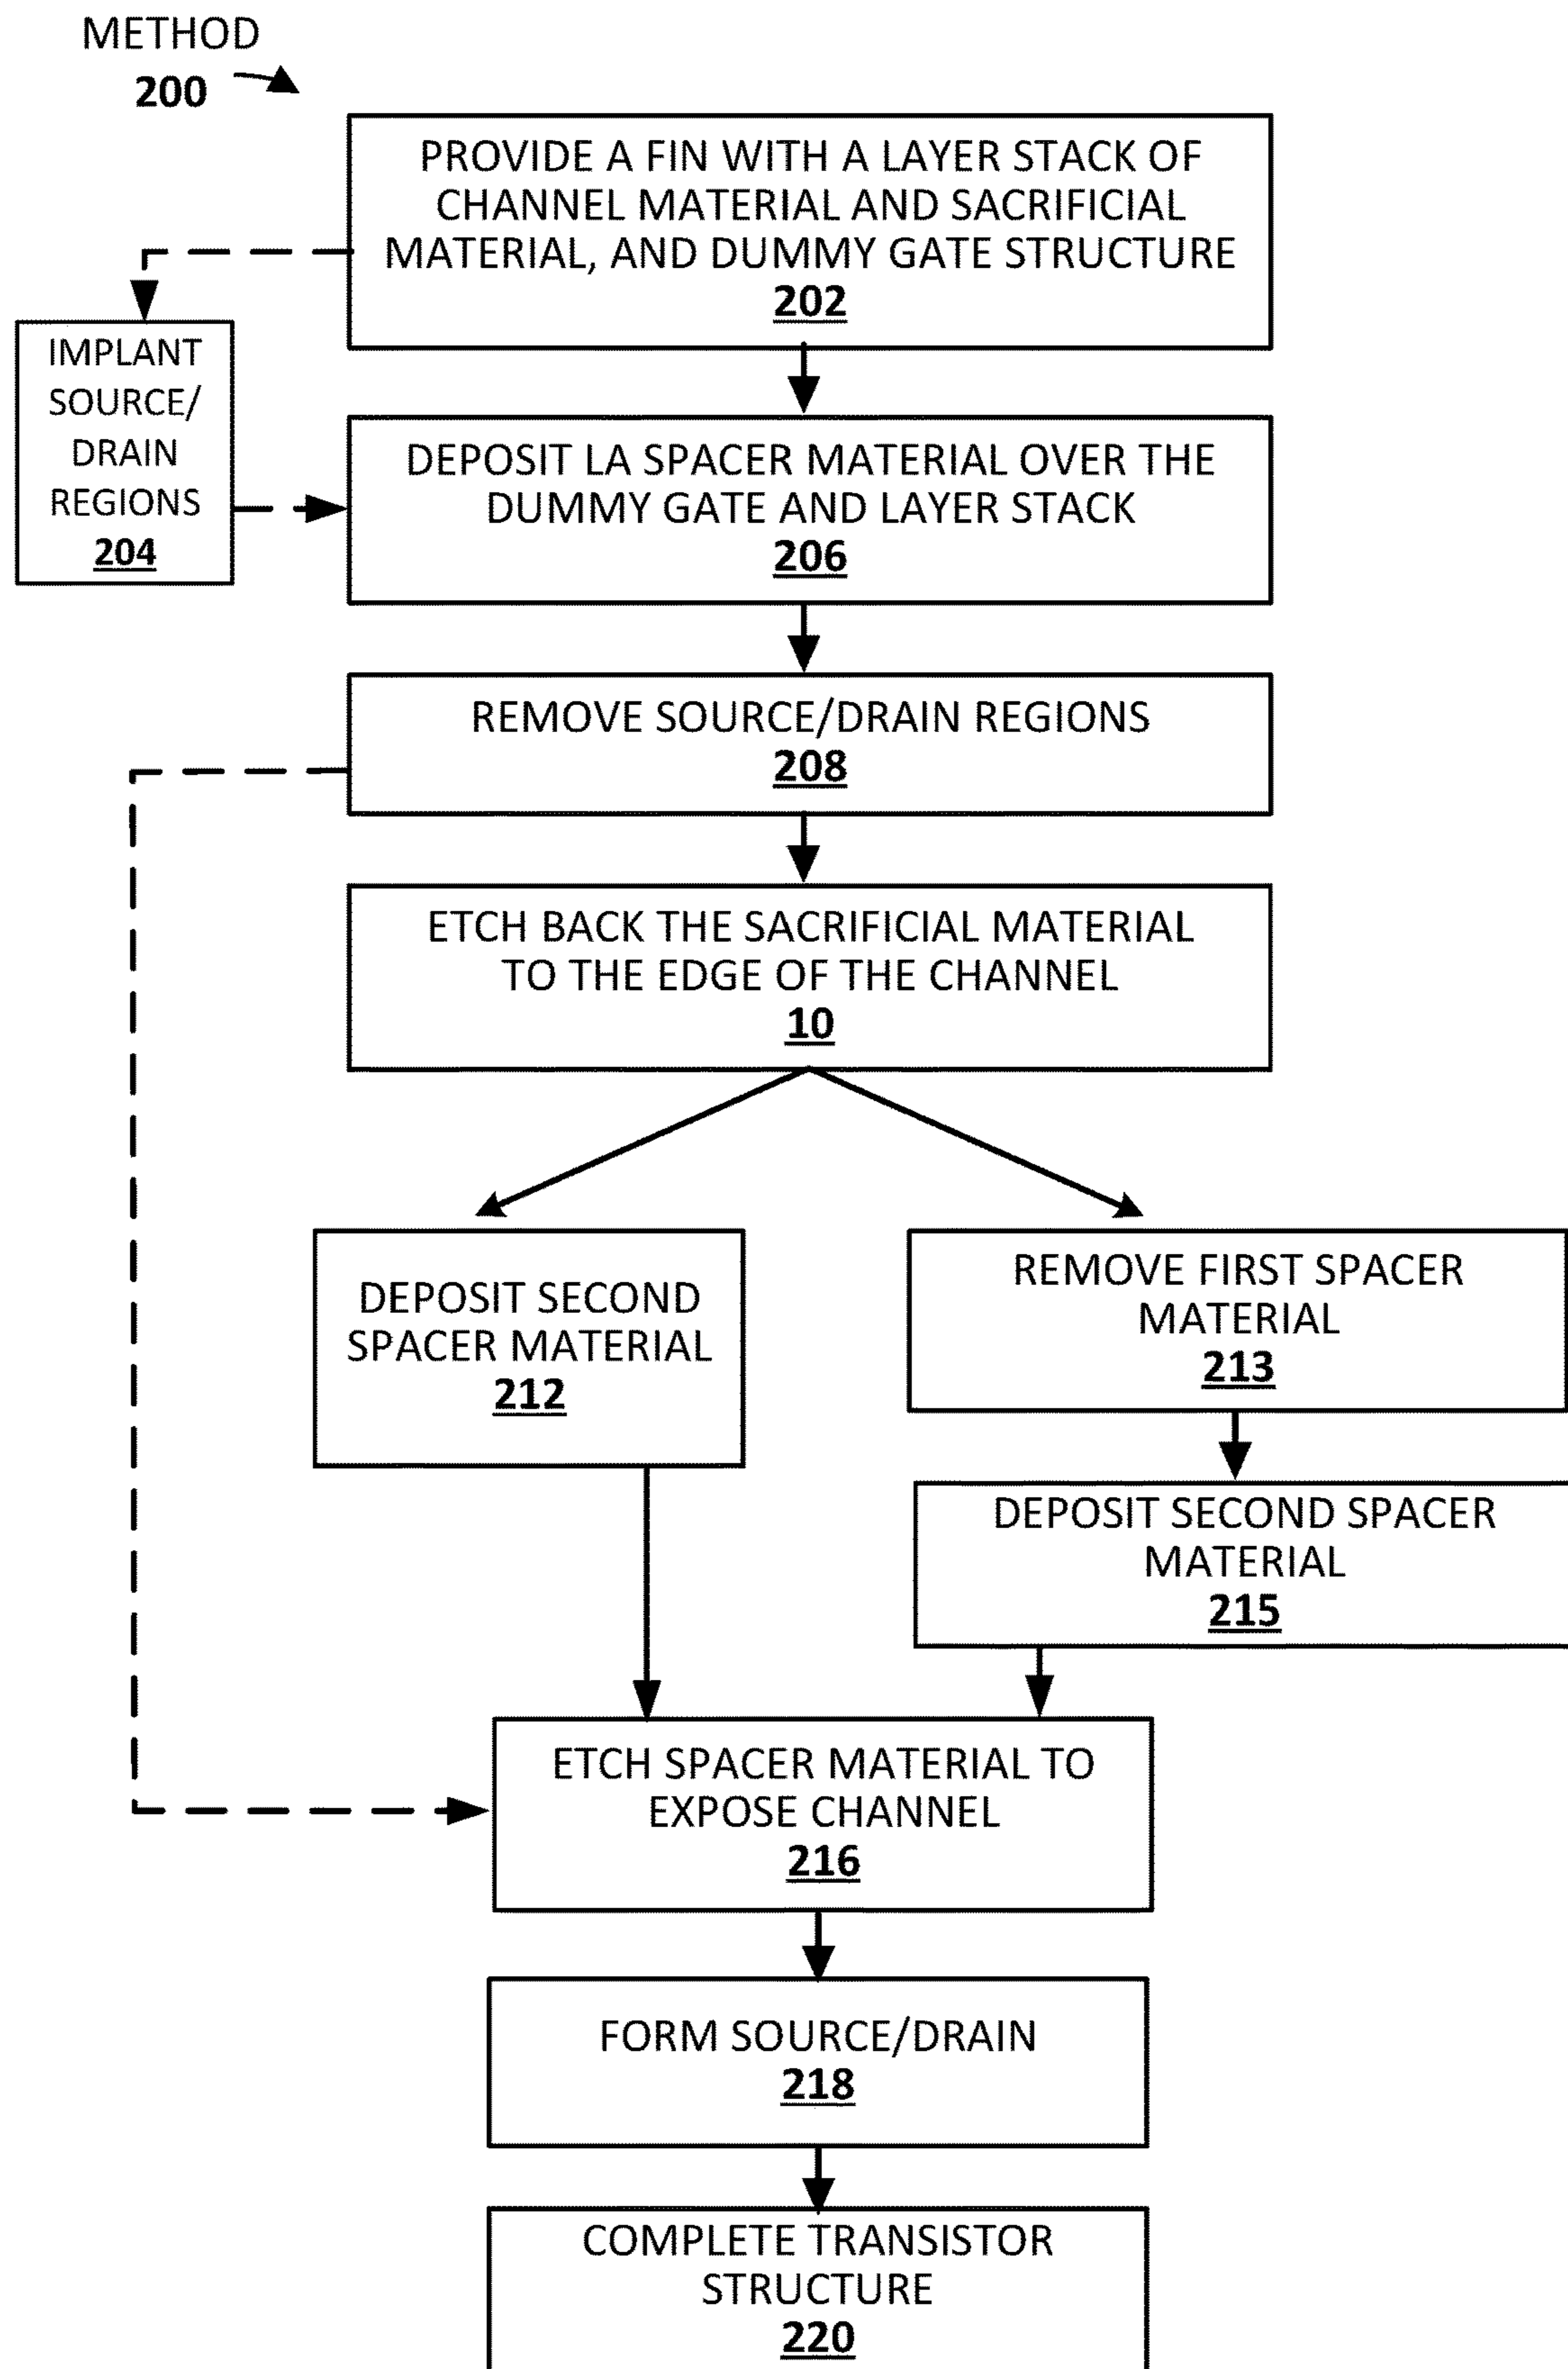 METHOD
200
PROVIDE A FIN WITH A LAYER STACK OF
CHANNEL MATERIAL AND SACRIFICIAL
MATERIAL, AND DUMMY GATE STRUCTURE
202
IMPLANT
SOURCE/
DRAIN
REGIONS
204
DEPOSIT LA SPACER MATERIAL OVER THE
DUMMY GATE AND LAYER STACK
206
REMOVE SOURCE/DRAIN REGIONS
208
ETCH BACK THE SACRIFICIAL MATERIAL
TO THE EDGE OF THE CHANNEL
10
DEPOSIT SECOND
SPACER MATERIAL
212
REMOVE FIRST SPACER
MATERIAL
213
DEPOSIT SECOND SPACER
MATERIAL
215
ETCH SPACER MATERIAL TO
EXPOSE CHANNEL
216
FORM SOURCE/DRAIN
218
COMPLETE TRANSISTOR
STRUCTURE
220